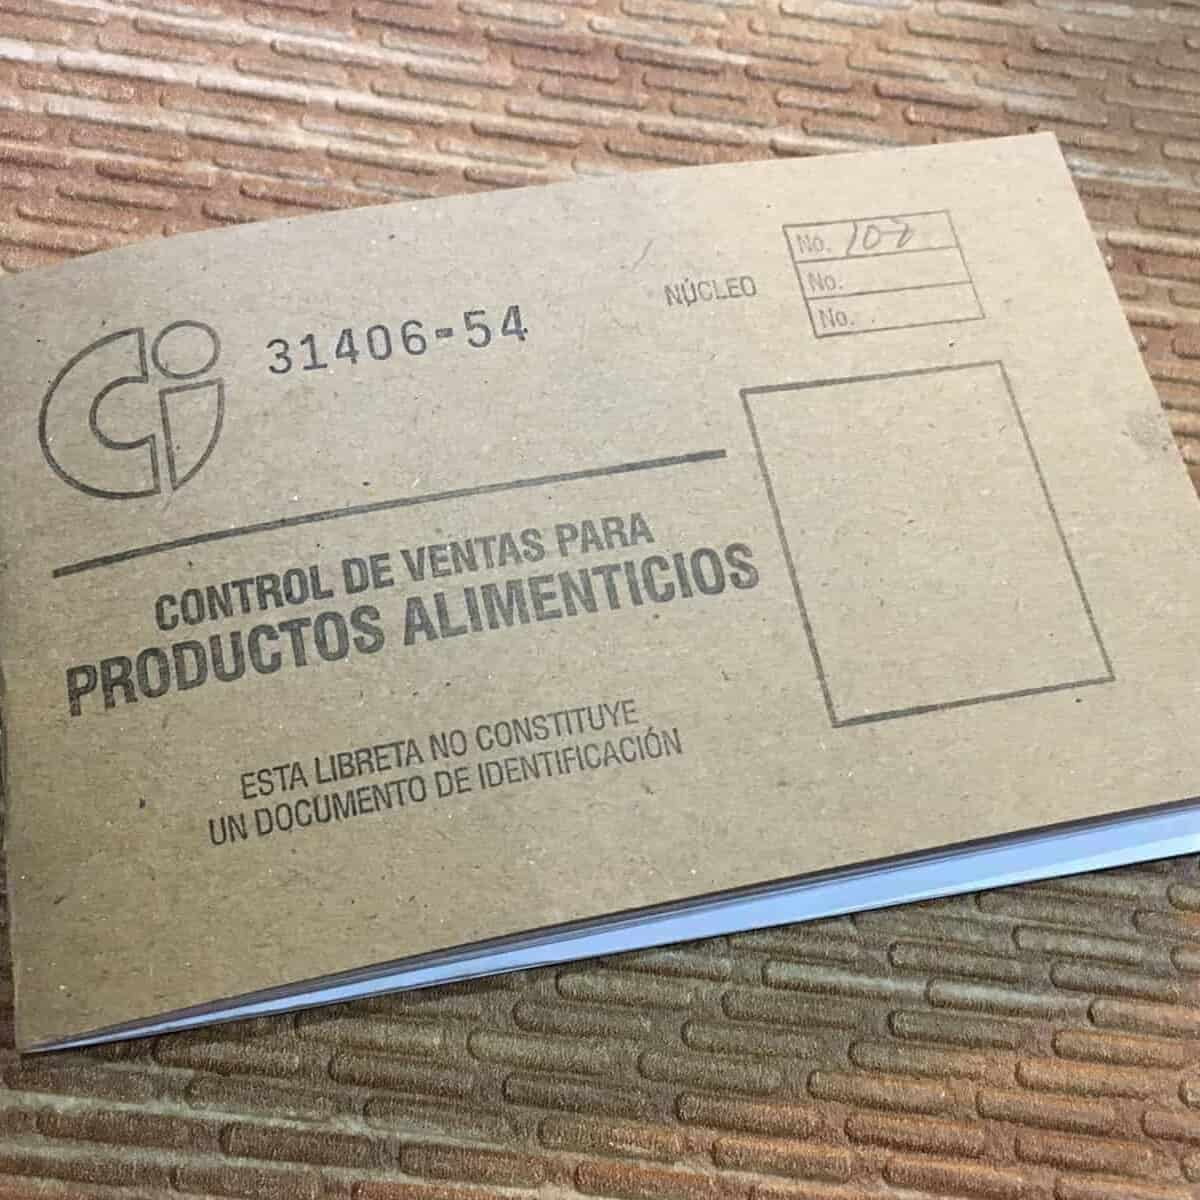 Ci
31406-54
NÚCLEO
No. 107
No.
No.
CONTROL DE VENTAS PARA
PRODUCTOS ALIMENTICIOS
ESTA LIBRETA NO CONSTITUYE
UN DOCUMENTO DE IDENTIFICACIÓN